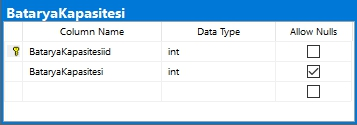 BataryaKapasitesi
Column Name Data Type Allow Nulls
BataryaKapasitesiid int
BataryaKapasitesi int